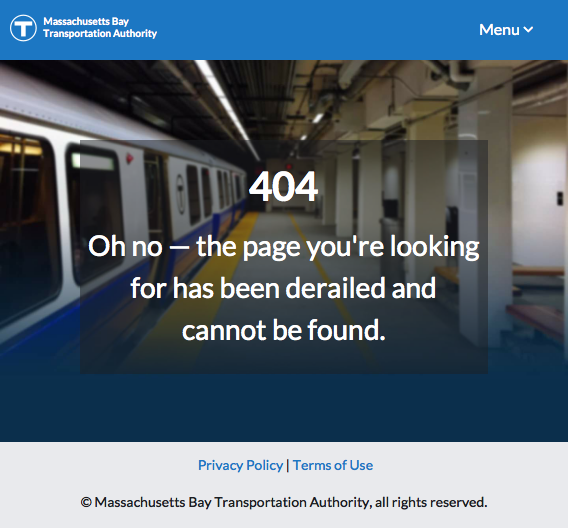 Massachusetts Bay
Transportation Authority
Menu
404
Oh no — the page you're looking
for has been derailed and
cannot be found.
Privacy Policy | Terms of Use
© Massachusetts Bay Transportation Authority, all rights reserved.